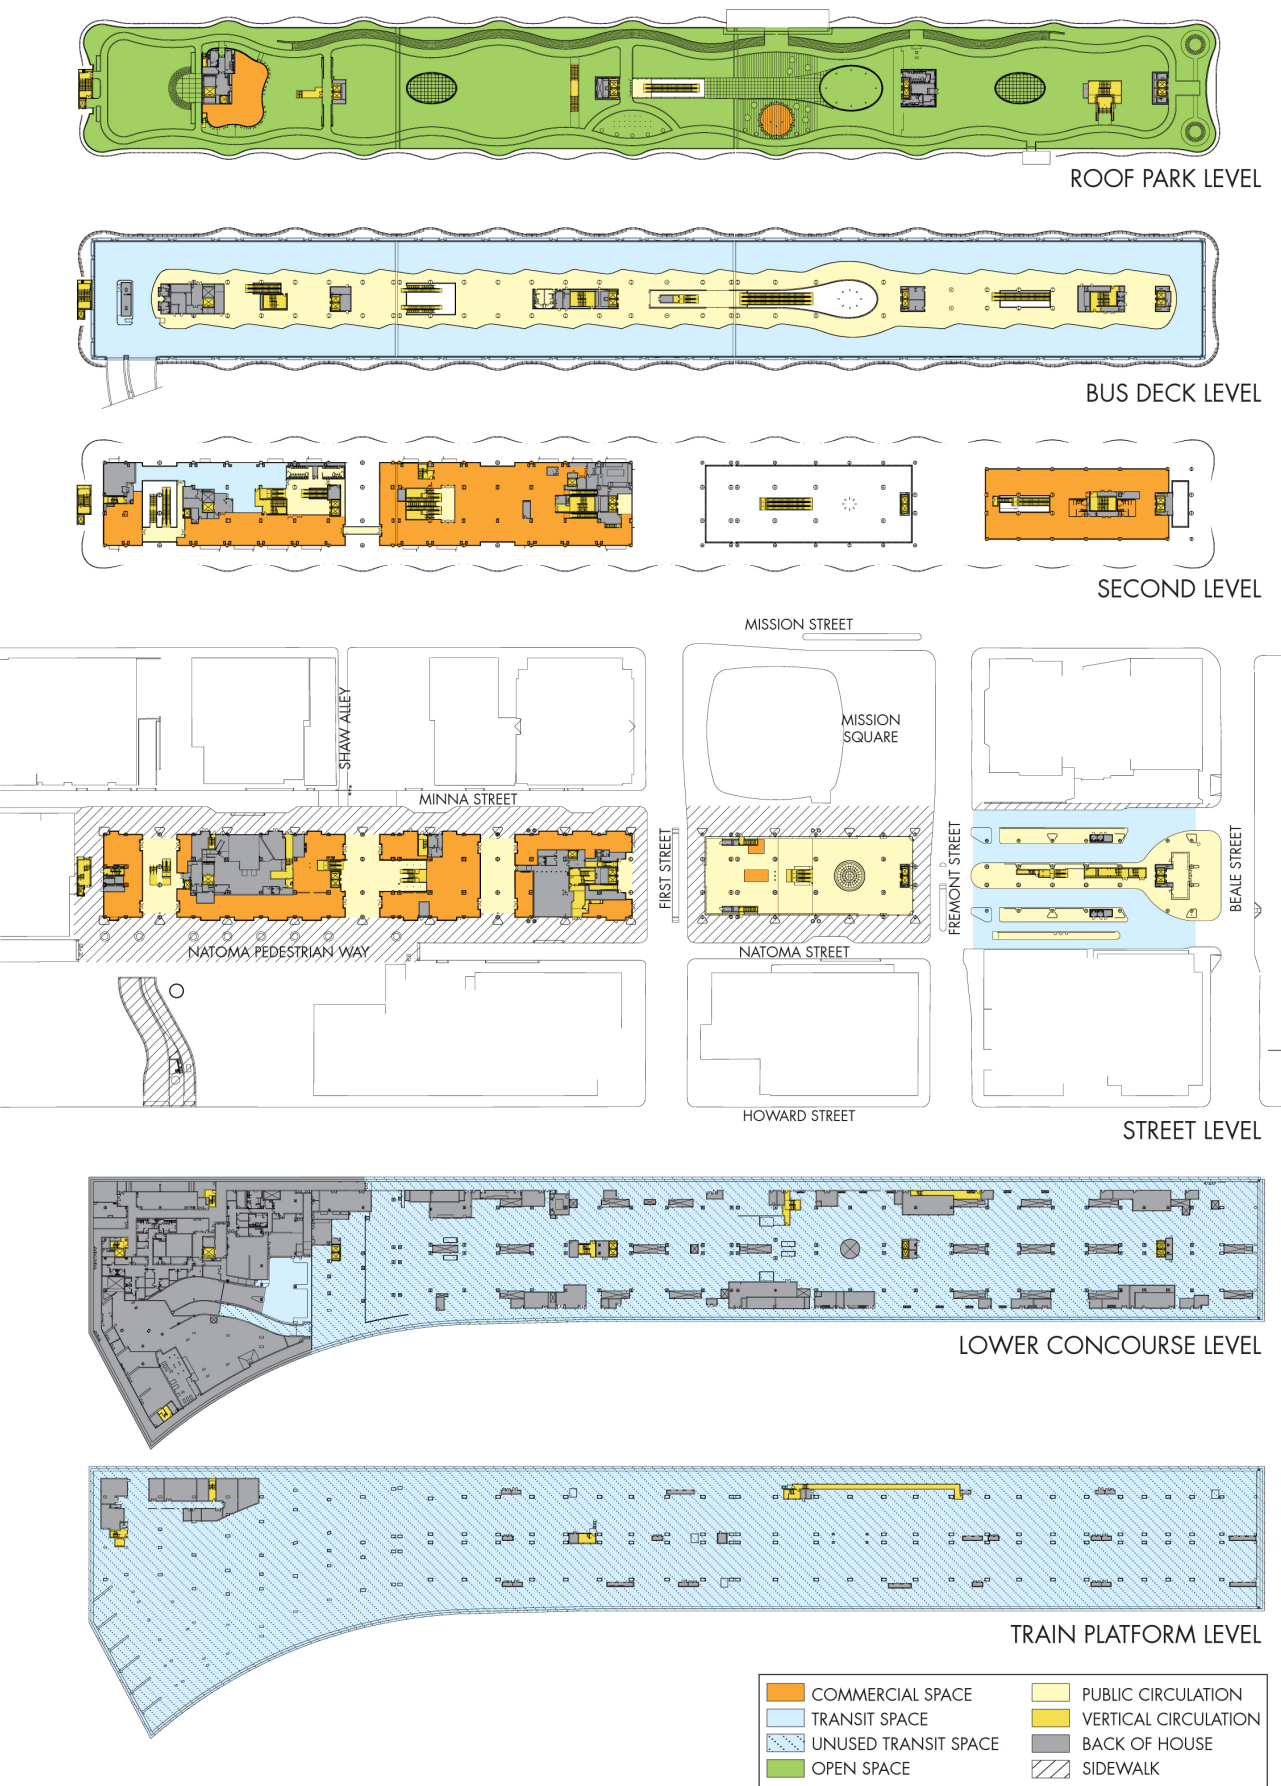 ROOF PARK LEVEL
BUS DECK LEVEL
SECOND LEVEL
MISSION STREET
SHAW ALLEY
MISSION
SQUARE
MINNA STREET
FIRST STREET
FREMONT STREET
BEALE STREET
NATOMA PEDESTRIAN WAY
NATOMA STREET
HOWARD STREET
STREET LEVEL
LOWER CONCOURSE LEVEL
TRAIN PLATFORM LEVEL
COMMERCIAL SPACE
TRANSIT SPACE
UNUSED TRANSIT SPACE
OPEN SPACE
PUBLIC CIRCULATION
VERTICAL CIRCULATION
BACK OF HOUSE
SIDEWALK